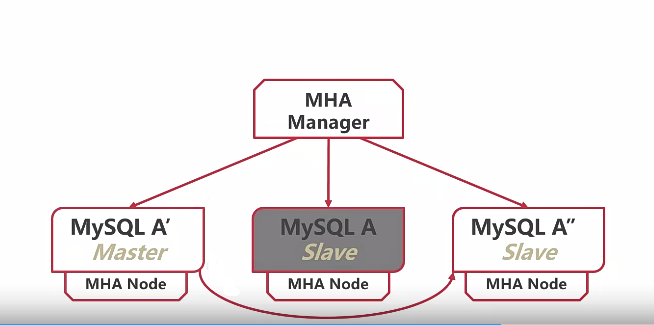 MHA
Manager
MySQL A′
Master
MHA Node
MySQL A
Slave
MHA Node
MySQL A″
Slave
MHA Node